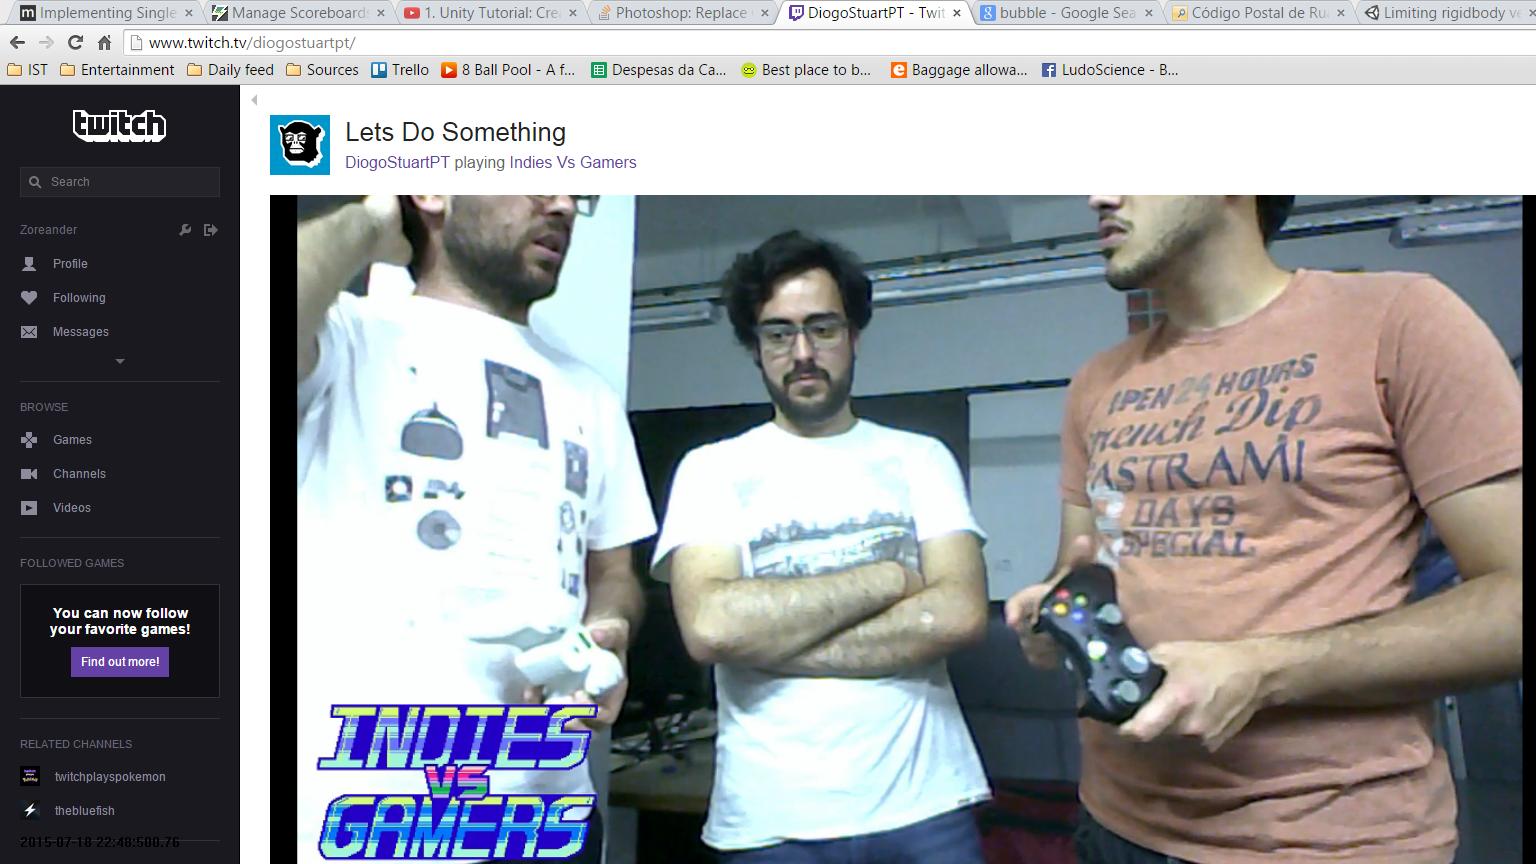 Implementing Single
Manage Scoreboard
1. Unity Tutorial: Cre
Photoshop: Replace
DiogoStuartPT - Twit
bubble - Google Sea
Código Postal de Ru
Limiting rigidbody ve
www.twitch.tv/diogostuartpt/
IST
Entertainment
Daily feed
Sources
Trello
8 Ball Pool - A f...
Despesas da Ca...
Best place to b...
Baggage allowa...
LudoScience - B...
twitch
Search
Zoreander
Profile
Following
Messages
BROWSE
Games
Channels
Videos
FOLLOWED GAMES
You can now follow
your favorite games!
Find out more!
RELATED CHANNELS
twitchplayspokemon
thebluefish
2015-07-18 22:48:500.76
Lets Do Something
DiogoStuartPT playing Indies Vs Gamers
OPEN 24 HOURS
French Dip
PASTRAMI
DAYS
SPECIAL
INDIES
VS
GAMERS